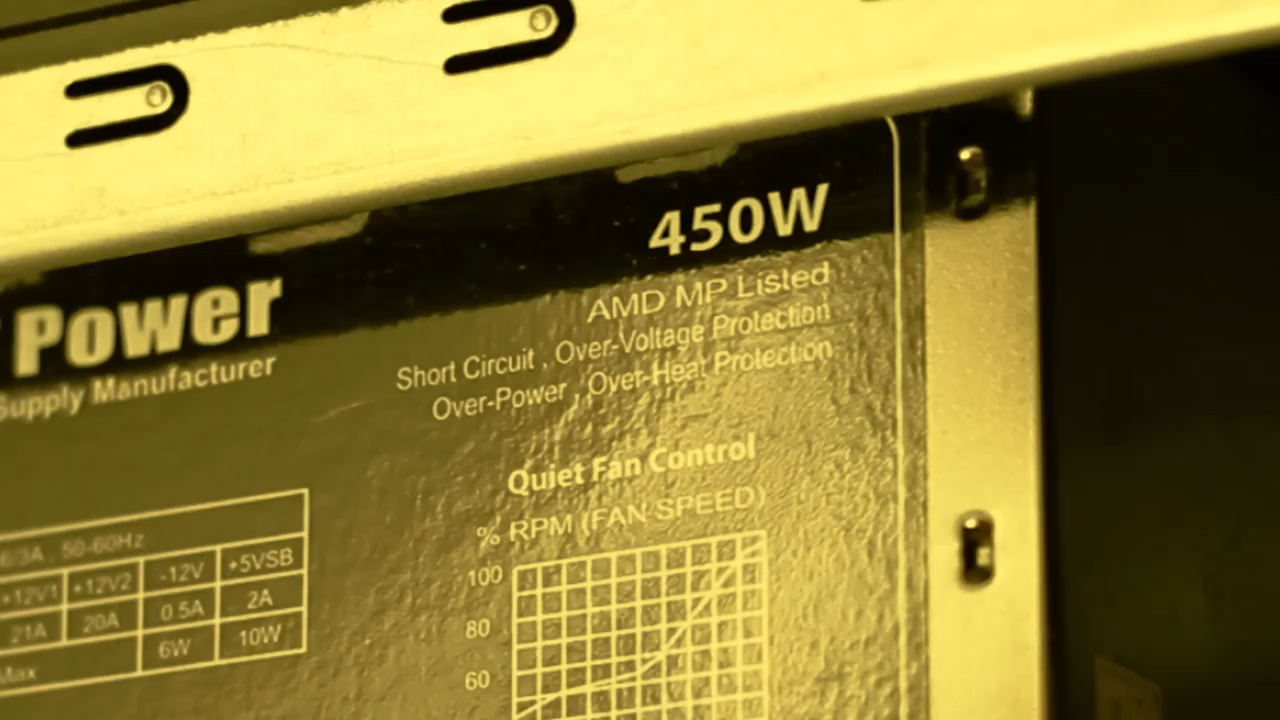 450W
Power
AMD MP Listed
Supply Manufacturer
Short Circuit , Over-Voltage Protection
Over-Power , Over-Heat Protection
Quiet Fan Control
% RPM (FAN SPEED)
6/3A , 50-60Hz
+12V1 +12V2 -12V +5VSB
21A 20A 0.5A 2A
Max 6W 10W
100
80
60